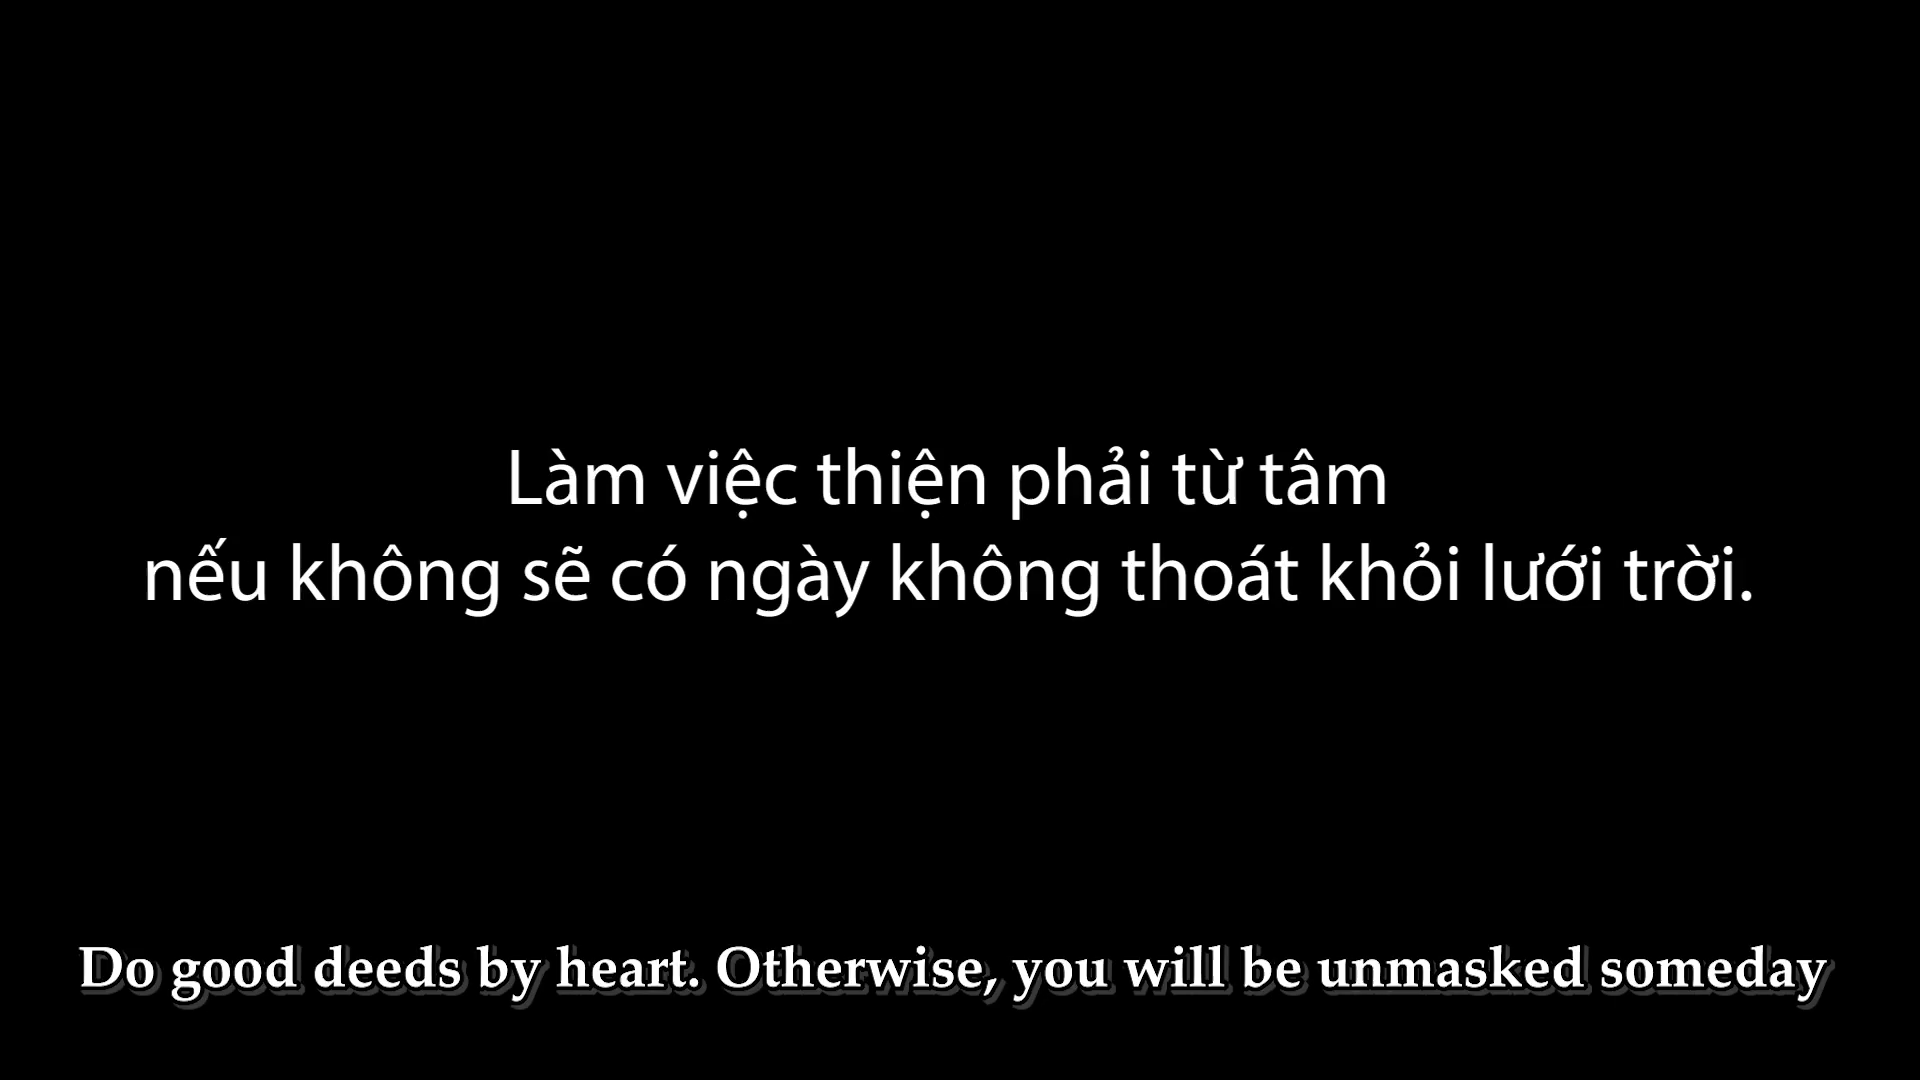 Làm việc thiện phải từ tâm
nếu không sẽ có ngày không thoát khỏi lưới trời.
Do good deeds by heart. Otherwise, you will be unmasked someday